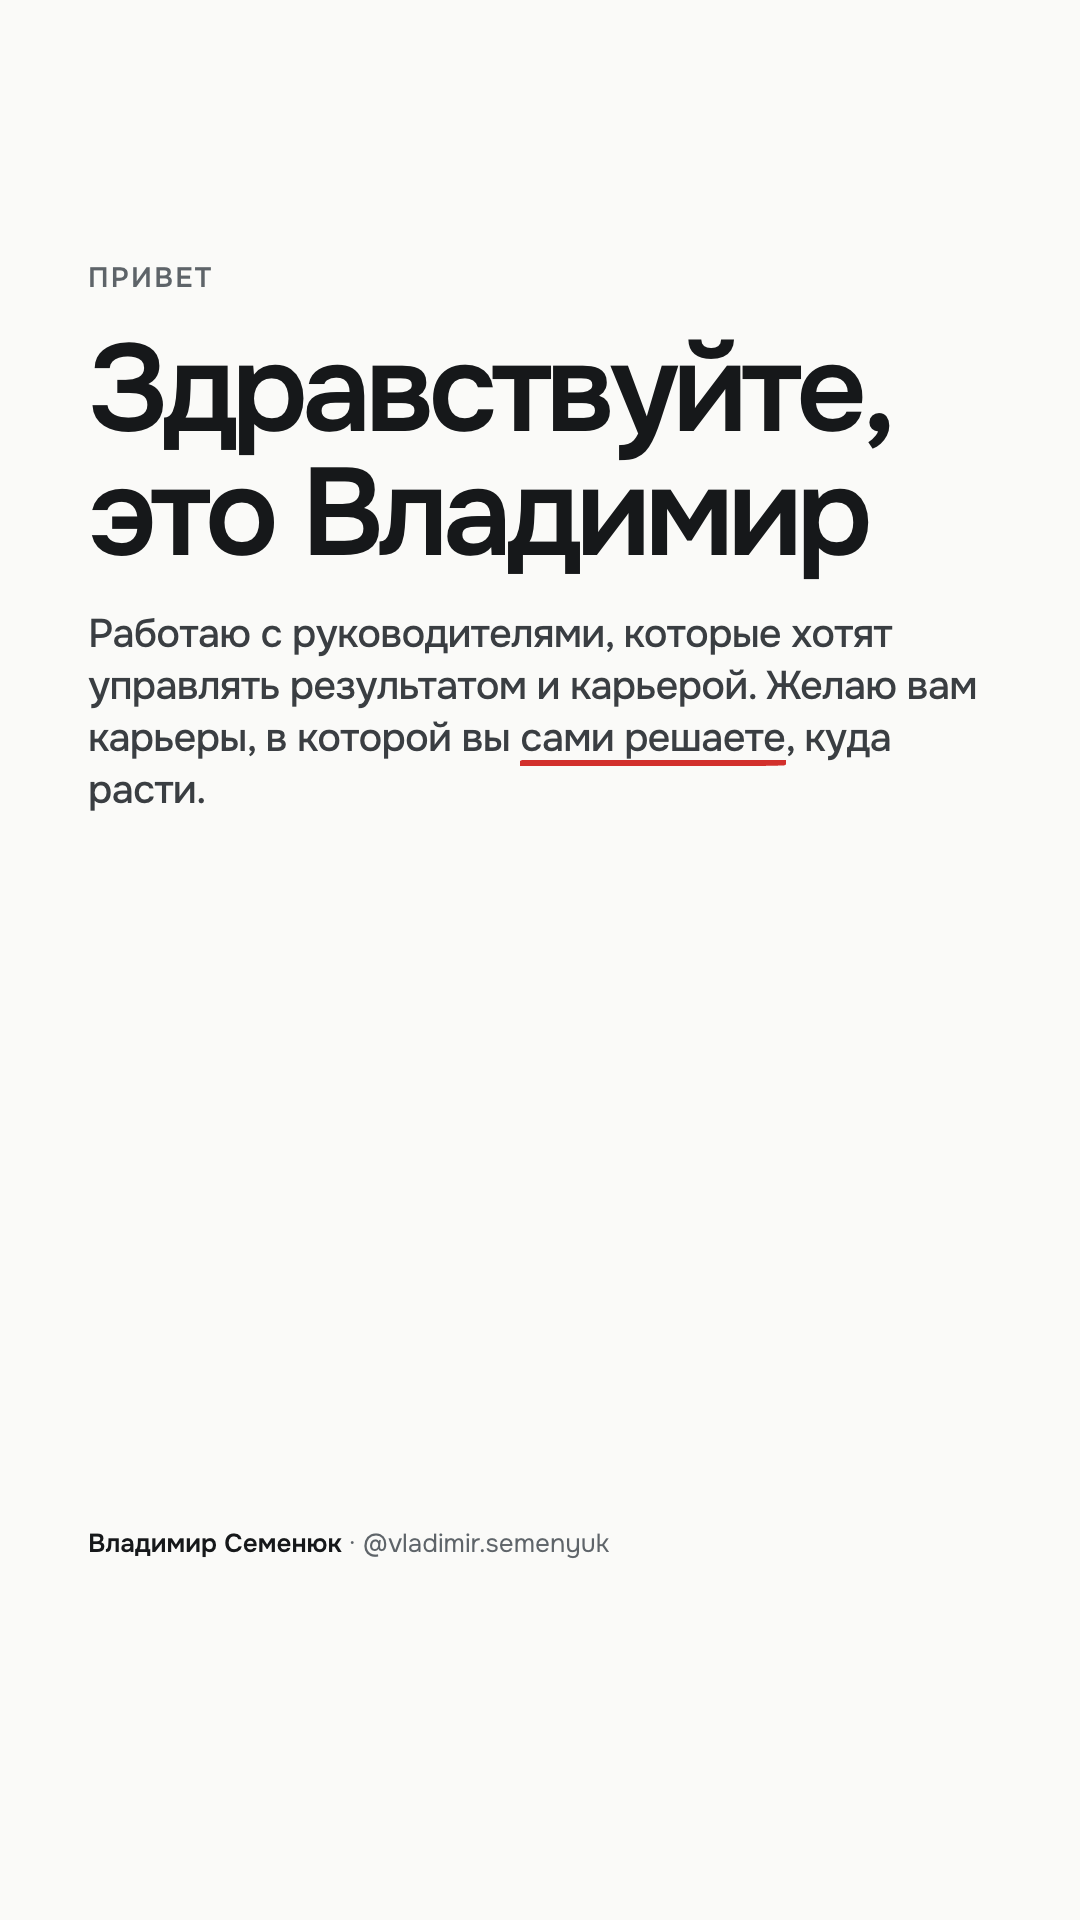 ПРИВЕТ
Здравствуйте,
это Владимир
Работаю с руководителями, которые хотят
управлять результатом и карьерой. Желаю вам
карьеры, в которой вы сами решаете, куда
расти.
Владимир Семенюк · @vladimir.semenyuk